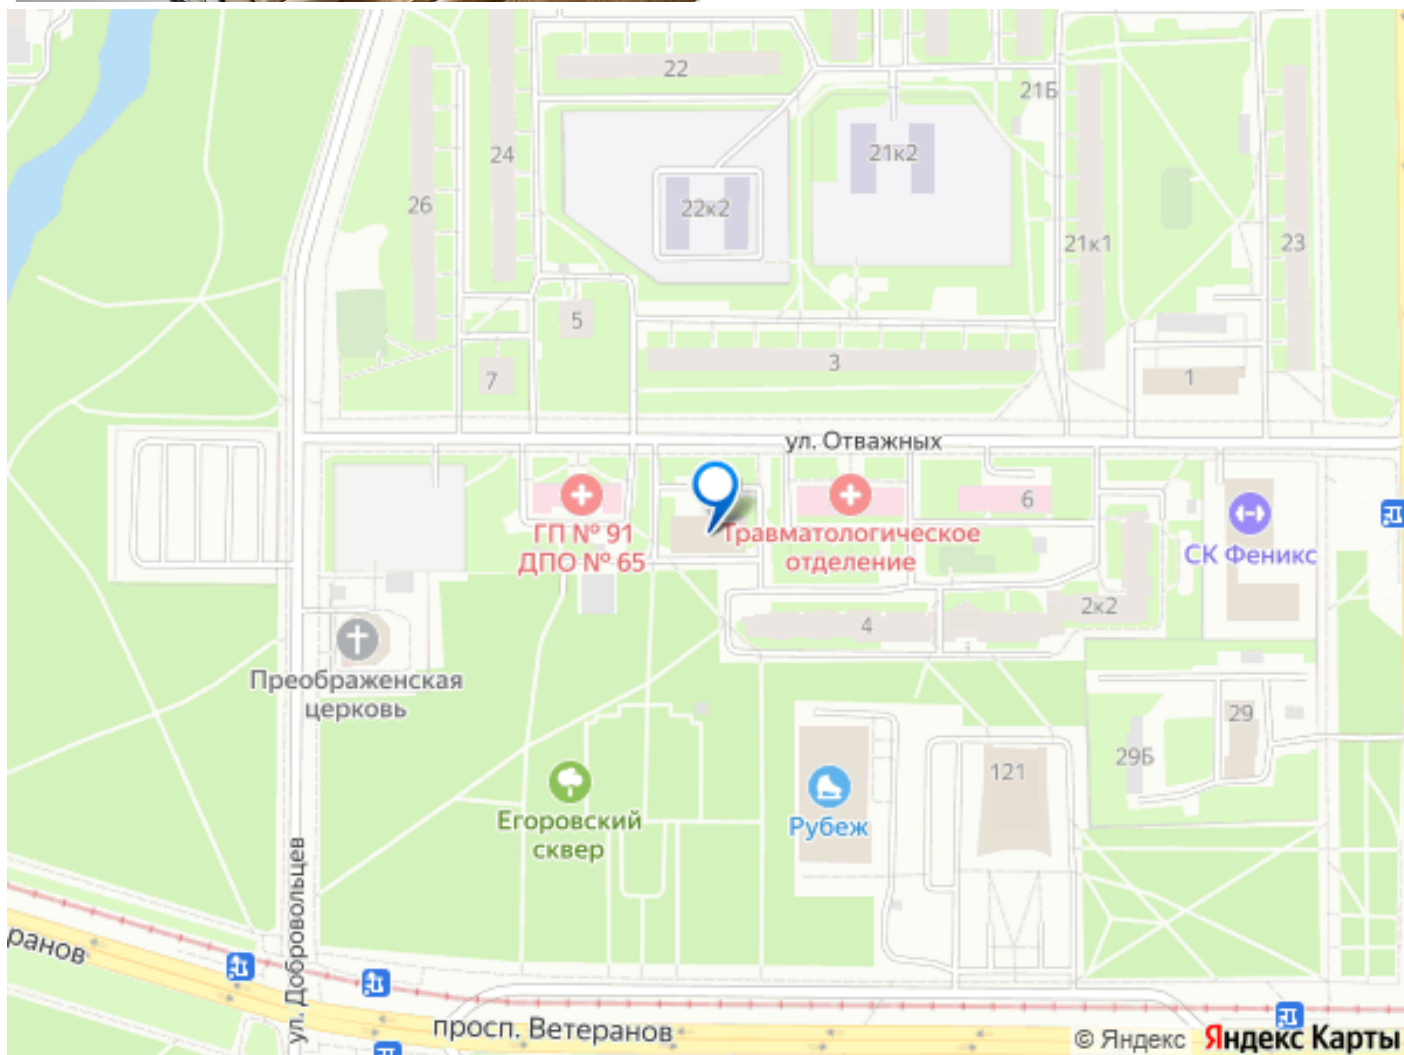 22
21Б
24
21к2
26
22к2
21к1
23
5
3
7
1
ул. Отважных
6
ГП № 91
ДПО № 65
Травматологическое
отделение
СК Феникс
2к2
4
Преображенская
церковь
29
29Б
121
Егоровский
сквер
Рубеж
ул. Добровольцев
ранов
просп. Ветеранов
© Яндекс Яндекс Карты